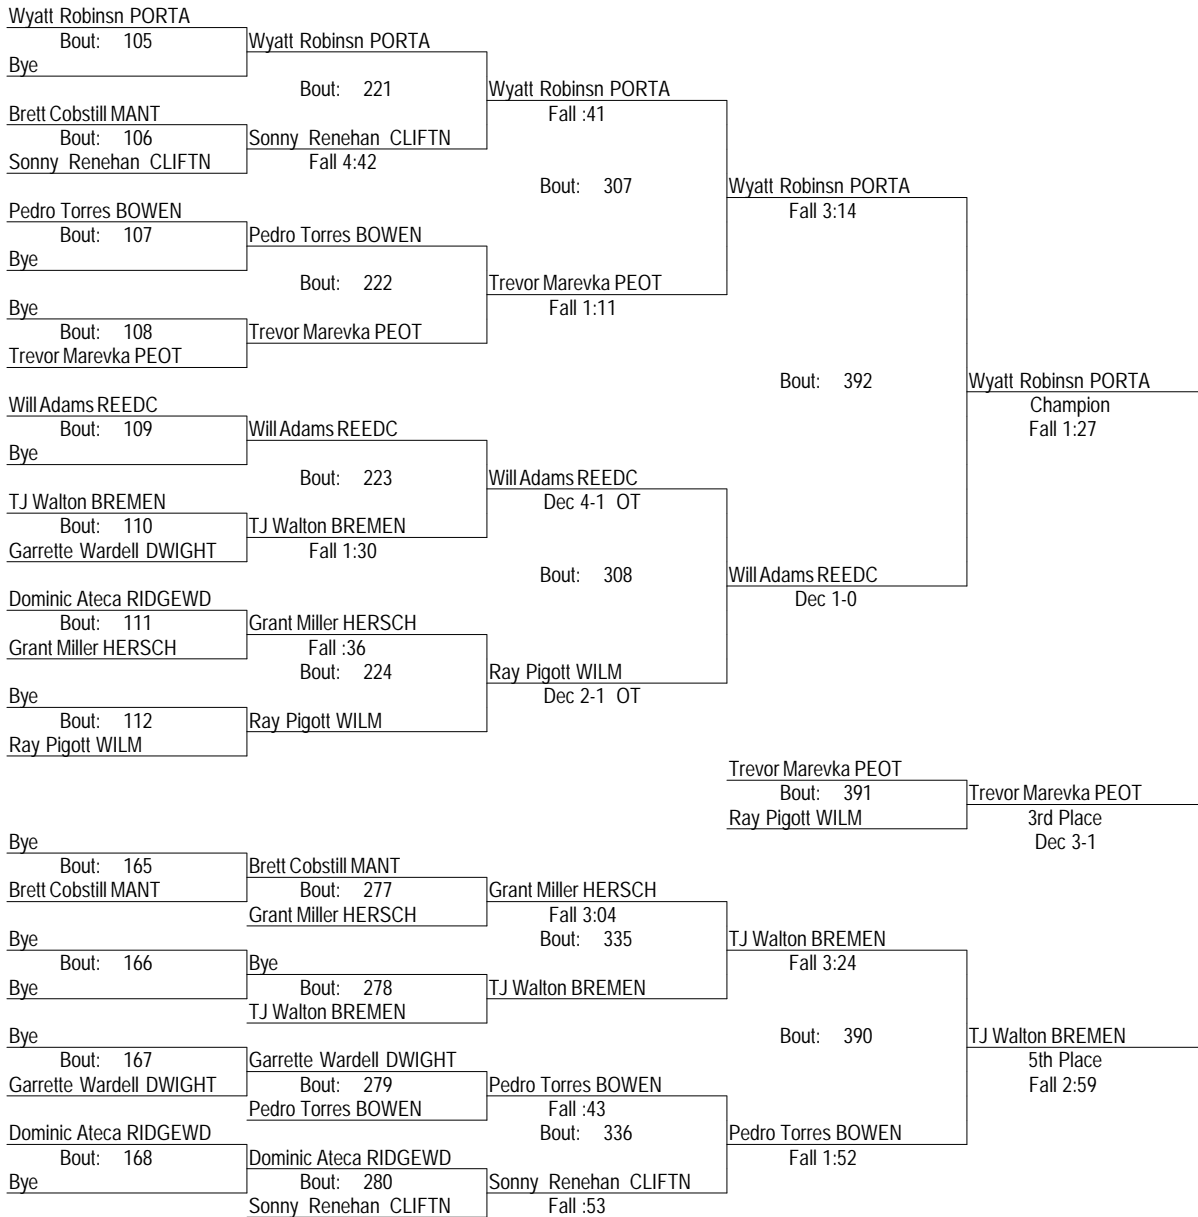 Wyatt Robinsn PORTA
Bout: 105
Wyatt Robinsn PORTA
Bye
Bout: 221
Wyatt Robinsn PORTA
Brett Cobstill MANT
Fall :41
Bout: 106
Sonny Renehan CLIFTN
Sonny Renehan CLIFTN
Fall 4:42
Bout: 307
Wyatt Robinsn PORTA
Pedro Torres BOWEN
Fall 3:14
Bout: 107
Pedro Torres BOWEN
Bye
Bout: 222
Trevor Marevka PEOT
Bye
Fall 1:11
Bout: 108
Trevor Marevka PEOT
Trevor Marevka PEOT
Bout: 392
Wyatt Robinsn PORTA
Will Adams REEDC
Champion
Bout: 109
Will Adams REEDC
Fall 1:27
Bye
Bout: 223
Will Adams REEDC
TJ Walton BREMEN
Dec 4-1 OT
Bout: 110
TJ Walton BREMEN
Garrette Wardell DWIGHT
Fall 1:30
Bout: 308
Will Adams REEDC
Dominic Ateca RIDGEWD
Dec 1-0
Bout: 111
Grant Miller HERSCH
Grant Miller HERSCH
Fall :36
Bout: 224
Ray Pigott WILM
Bye
Dec 2-1 OT
Bout: 112
Ray Pigott WILM
Ray Pigott WILM
Trevor Marevka PEOT
Bout: 391
Trevor Marevka PEOT
Ray Pigott WILM
3rd Place
Dec 3-1
Bye
Bout: 165
Brett Cobstill MANT
Brett Cobstill MANT
Bout: 277
Grant Miller HERSCH
Grant Miller HERSCH
Fall 3:04
Bye
Bout: 335
TJ Walton BREMEN
Bout: 166
Bye
Fall 3:24
Bye
Bout: 278
TJ Walton BREMEN
TJ Walton BREMEN
Bye
Bout: 390
TJ Walton BREMEN
Bout: 167
Garrette Wardell DWIGHT
5th Place
Garrette Wardell DWIGHT
Bout: 279
Pedro Torres BOWEN
Fall 2:59
Pedro Torres BOWEN
Fall :43
Dominic Ateca RIDGEWD
Bout: 336
Pedro Torres BOWEN
Bout: 168
Dominic Ateca RIDGEWD
Fall 1:52
Bye
Bout: 280
Sonny Renehan CLIFTN
Sonny Renehan CLIFTN
Fall :53